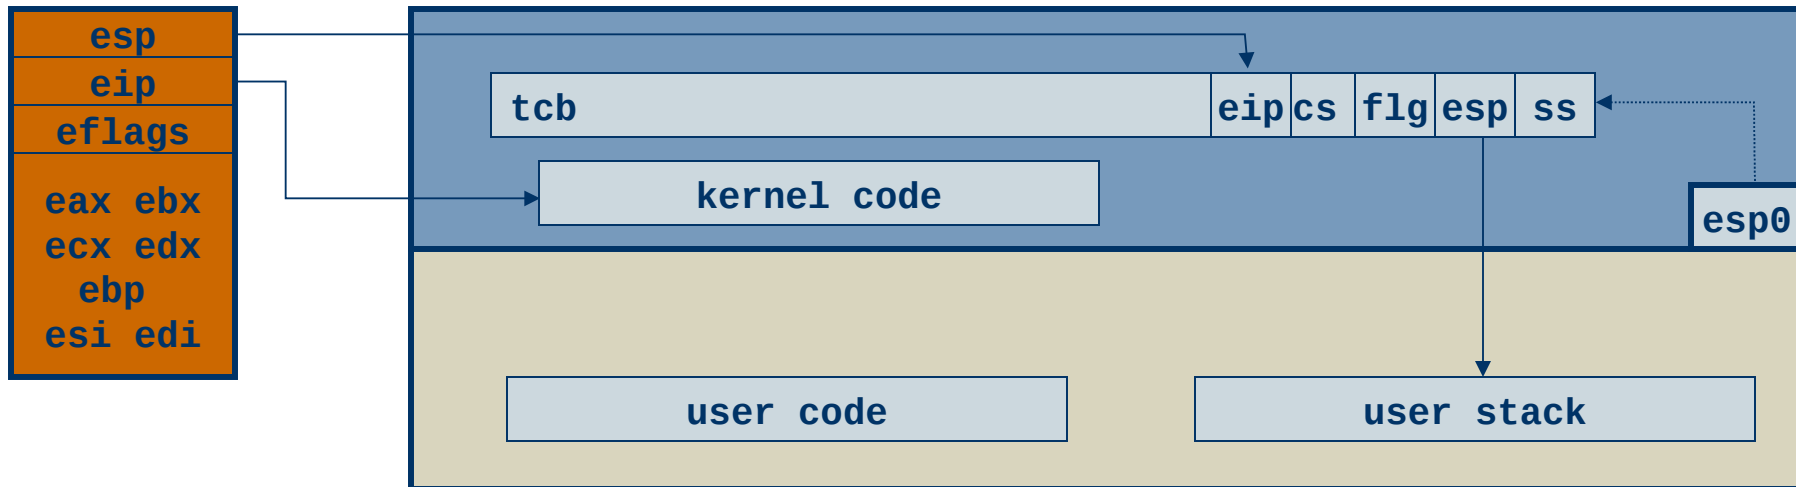 esp
eip
eflags
eax ebx
ecx edx
ebp
esi edi
tcb eip cs flg esp ss
kernel code
esp0
user code
user stack